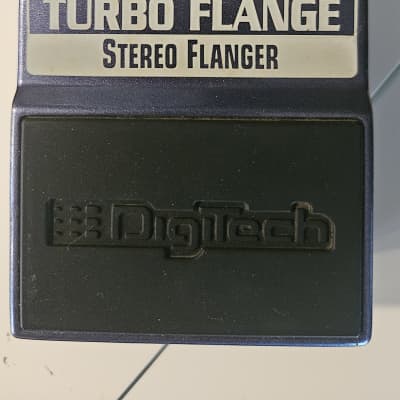 TURBO FLANGE
STEREO FLANGER
DigiTech